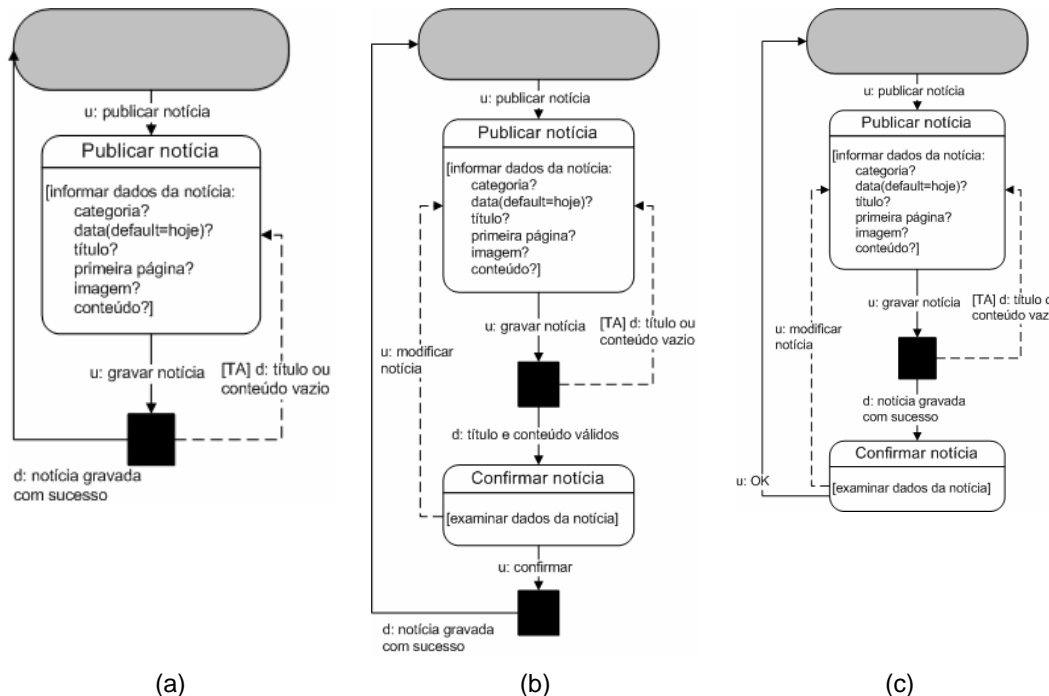 u: publicar notícia
Publicar notícia
[informar dados da notícia:
categoria?
data(default=hoje)?
título?
primeira página?
imagem?
conteúdo?]
u: gravar notícia
[TA] d: título ou
conteúdo vazio
d: notícia gravada
com sucesso
(a)
u: publicar notícia
Publicar notícia
[informar dados da notícia:
categoria?
data(default=hoje)?
título?
primeira página?
imagem?
conteúdo?]
u: gravar notícia
[TA] d: título ou
conteúdo vazio
u: modificar
notícia
d: título e conteúdo válidos
Confirmar notícia
[examinar dados da notícia]
u: confirmar
d: notícia gravada
com sucesso
(b)
u: publicar notícia
Publicar notícia
[informar dados da notícia:
categoria?
data(default=hoje)?
título?
primeira página?
imagem?
conteúdo?]
u: gravar notícia
[TA] d: título o
conteúdo vazi
u: modificar
notícia
d: notícia gravada
com sucesso
Confirmar notícia
[examinar dados da notícia]
u: OK
(c)